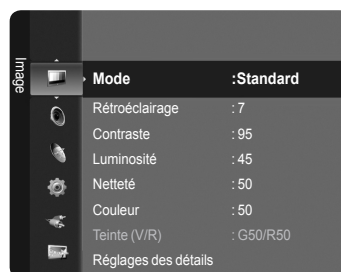 Image
Mode :Standard
Rétroéclairage : 7
Contraste : 95
Luminosité : 45
Netteté : 50
Couleur : 50
Teinte (V/R) : G50/R50
Réglages des détails